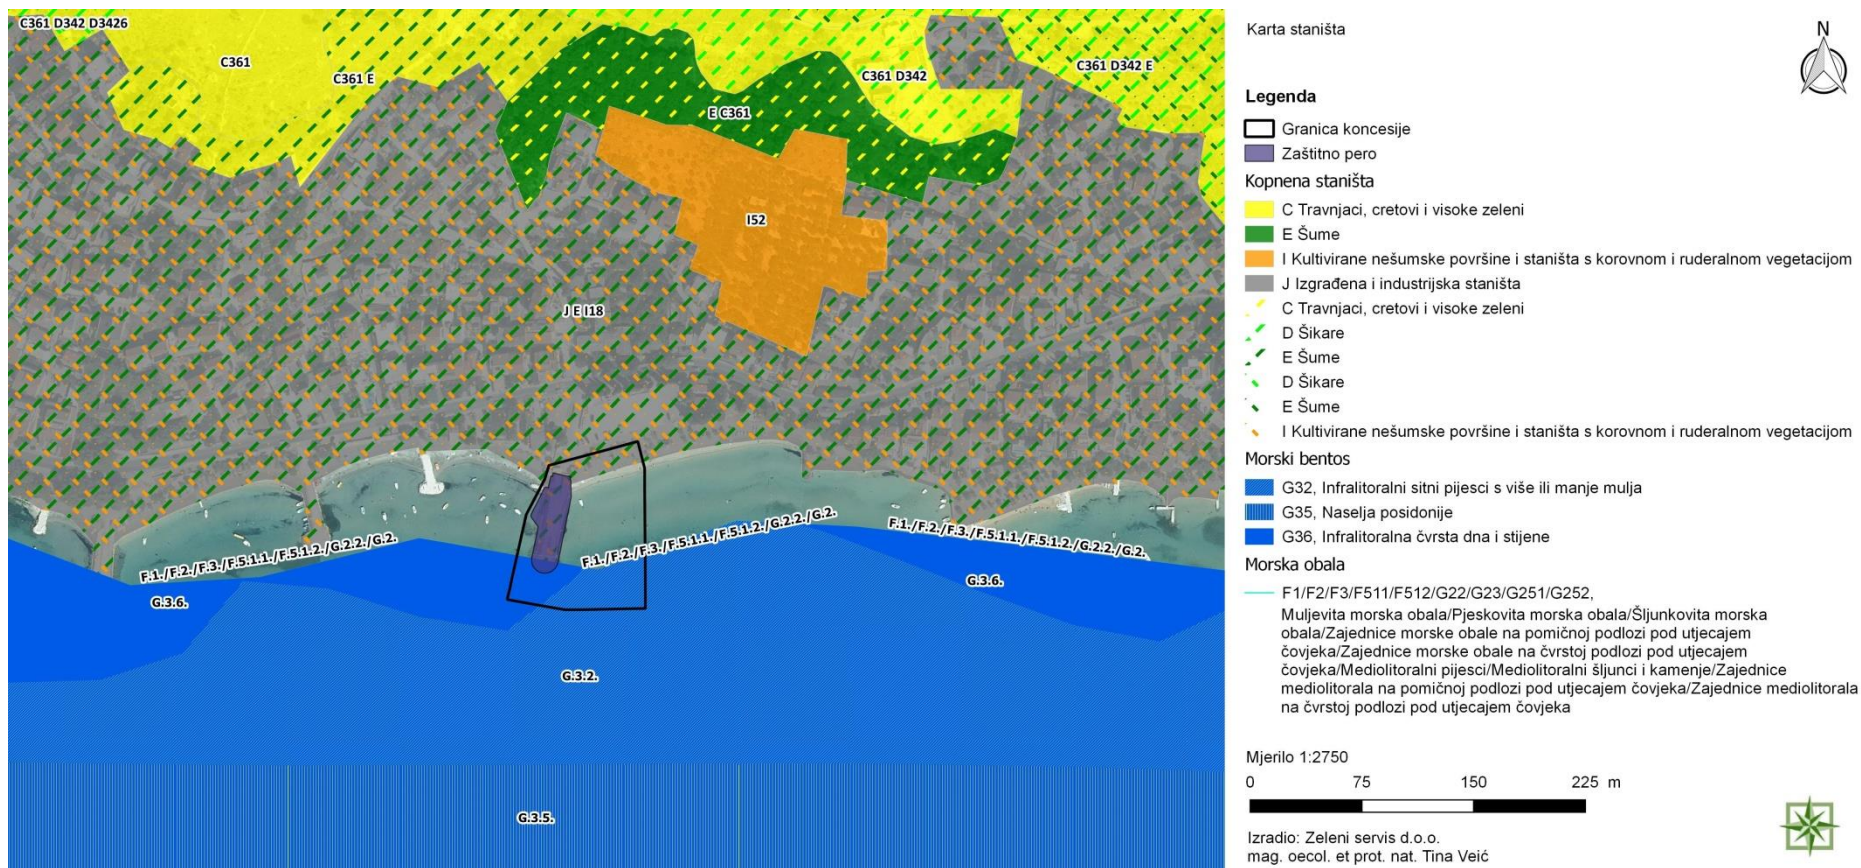 C361 D342 D3426
C361
C361 E
C361 D342
C361 D342 E
E C361
I52
J E I18
F.1./F.2./F.3./F.5.1.1./F.5.1.2./G.2.2./G.2.
F.1./F.2./F.3./F.5.1.1./F.5.1.2./G.2.2./G.2.
F.1./F.2./F.3./F.5.1.1./F.5.1.2./G.2.2./G.2.
G.3.6.
G.3.6.
G.3.2.
G.3.5.
Karta staništa
N
Legenda
Granica koncesije
Zaštitno pero
Kopnena staništa
C Travnjaci, cretovi i visoke zeleni
E Šume
I Kultivirane nešumske površine i staništa s korovnom i ruderalnom vegetacijom
J Izgrađena i industrijska staništa
C Travnjaci, cretovi i visoke zeleni
D Šikare
E Šume
D Šikare
E Šume
I Kultivirane nešumske površine i staništa s korovnom i ruderalnom vegetacijom
Morski bentos
G32, Infralitoralni sitni pijesci s više ili manje mulja
G35, Naselja posidonije
G36, Infralitoralna čvrsta dna i stijene
Morska obala
F1/F2/F3/F511/F512/G22/G23/G251/G252,
Muljevita morska obala/Pjeskovita morska obala/Šljunkovita morska
obala/Zajednice morske obale na pomičnoj podlozi pod utjecajem
čovjeka/Zajednice morske obale na čvrstoj podlozi pod utjecajem
čovjeka/Mediolitoralni pijesci/Mediolitoralni šljunci i kamenje/Zajednice
mediolitorala na pomičnoj podlozi pod utjecajem čovjeka/Zajednice mediolitorala
na čvrstoj podlozi pod utjecajem čovjeka
Mjerilo 1:2750
0 75 150 225 m
Izradio: Zeleni servis d.o.o.
mag. oecol. et prot. nat. Tina Veić